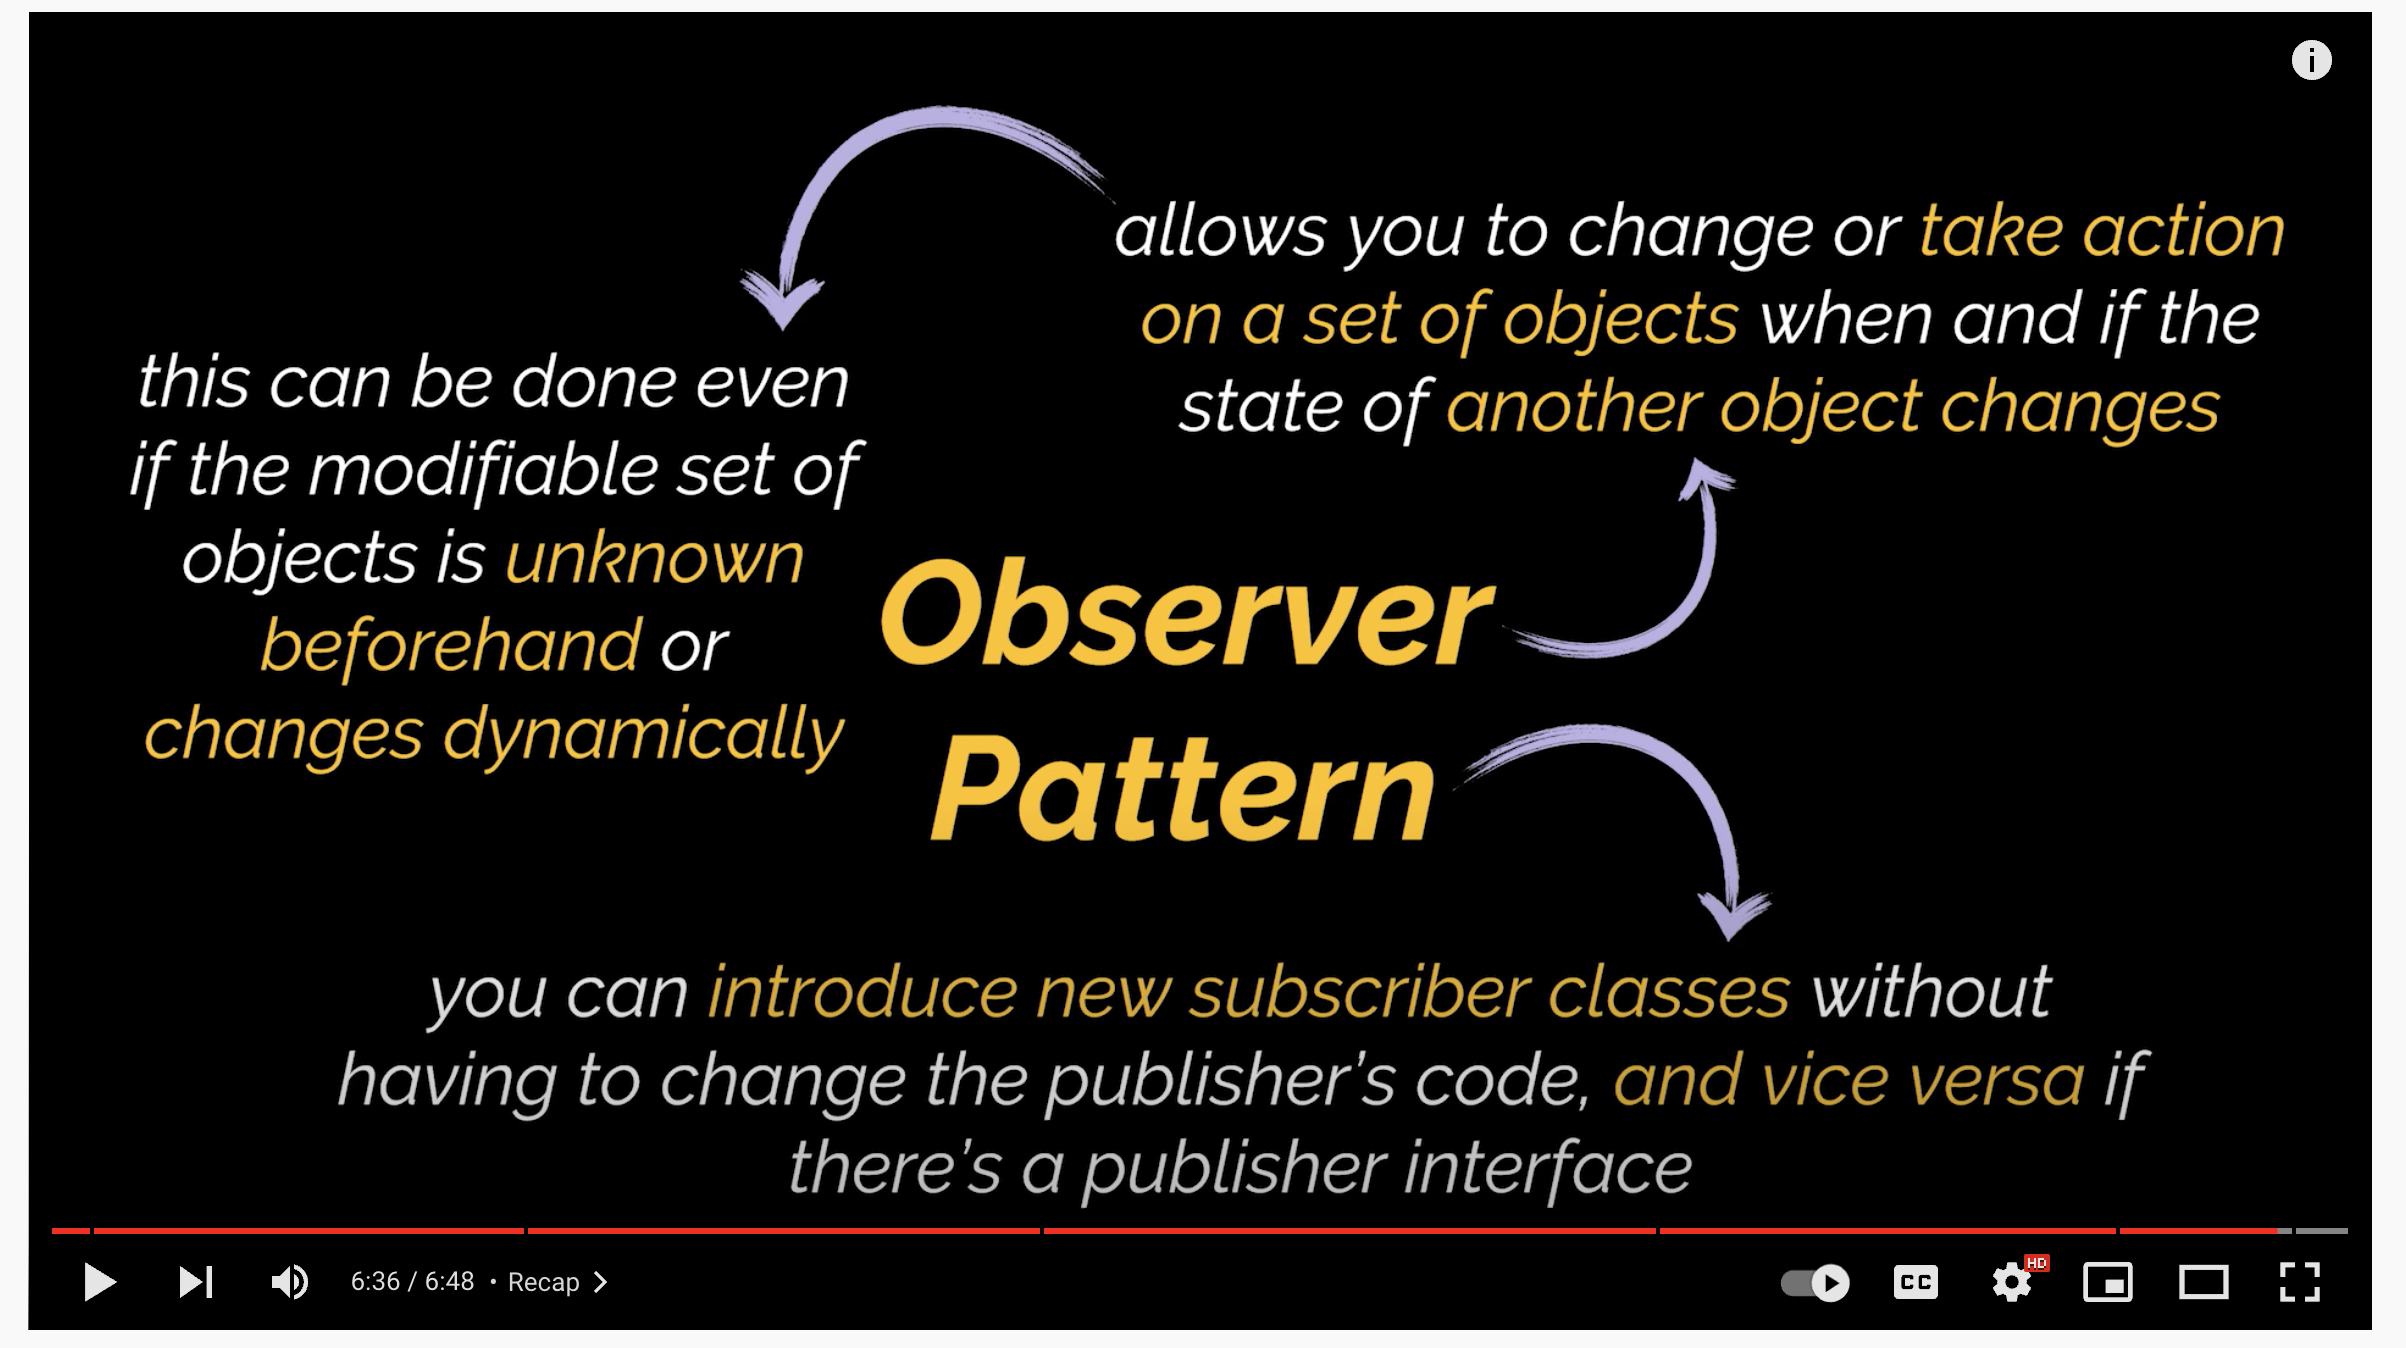 allows you to change or take action
on a set of objects when and if the
state of another object changes
this can be done even
if the modifiable set of
objects is unknown
beforehand or
changes dynamically
Observer
Pattern
you can introduce new subscriber classes without
having to change the publisher's code, and vice versa if
there's a publisher interface
6:36 / 6:48 • Recap
CC
HD